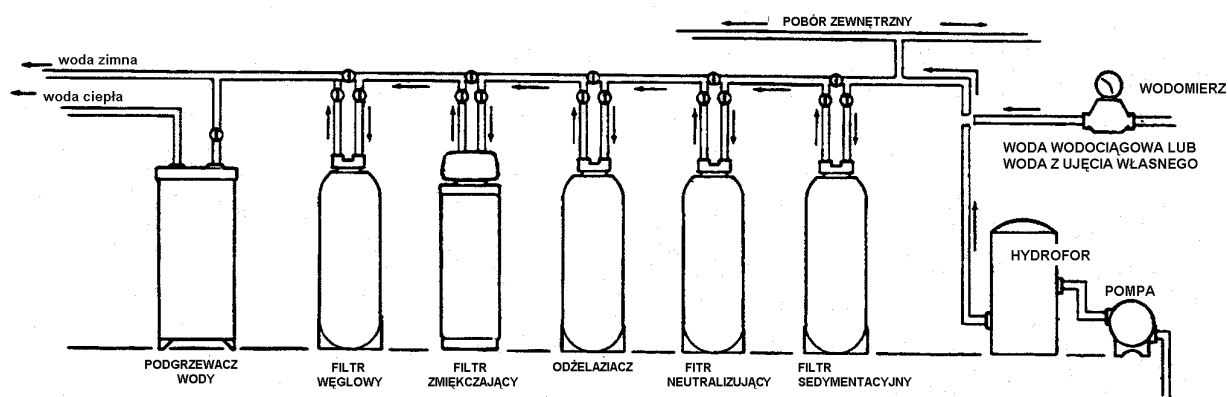 POBÓR ZEWNĘTRZNY
woda zimna
woda ciepła
WODOMIERZ
WODA WODOCIĄGOWA LUB
WODA Z UJĘCIA WŁASNEGO
HYDROFOR
POMPA
PODGRZEWACZ
WODY
FILTR
WĘGLOWY
FILTR
ZMIĘKCZAJĄCY
ODŻELAZIACZ
FITR
NEUTRALIZUJĄCY
FILTR
SEDYMENTACYJNY